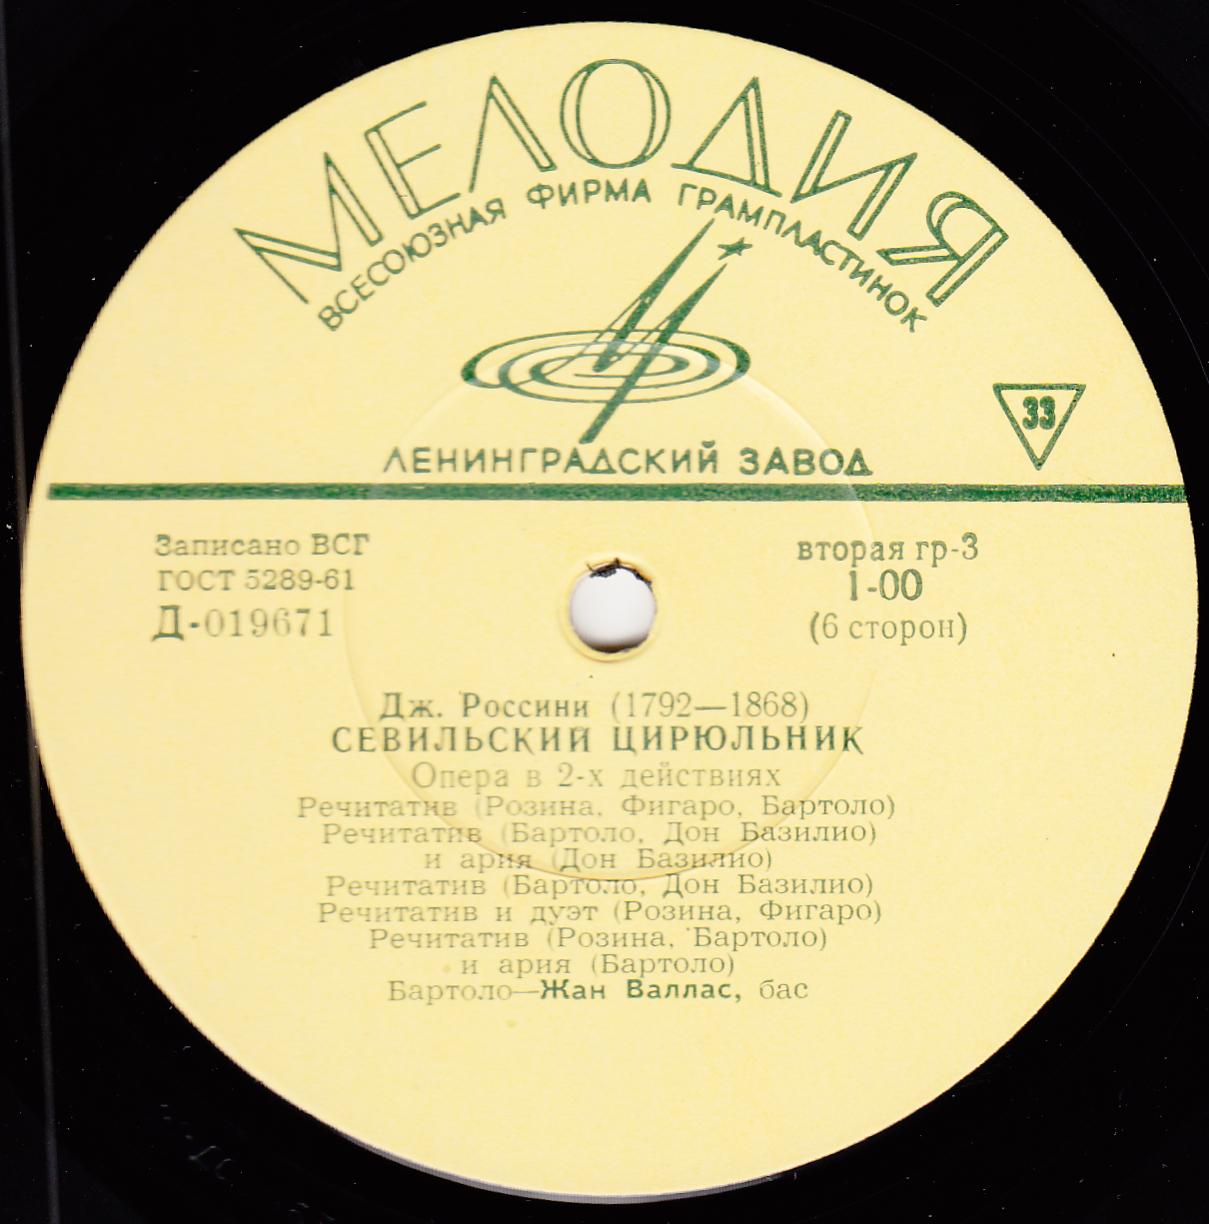 МЕЛОДИЯ
ВСЕСОЮЗНАЯ ФИРМА ГРАМПЛАСТИНОК
33
ЛЕНИНГРАДСКИЙ ЗАВОД
Записано ВСГ
ГОСТ 5289-61
Д-019671
вторая гр-3
1-00
(6 сторон)
Дж. Россини (1792—1868)
СЕВИЛЬСКИЙ ЦИРЮЛЬНИК
Опера в 2-х действиях
Речитатив (Розина, Фигаро, Бартоло)
Речитатив (Бартоло, Дон Базилио)
и ария (Дон Базилио)
Речитатив (Бартоло, Дон Базилио)
Речитатив и дуэт (Розина, Фигаро)
Речитатив (Розина, Бартоло)
и ария (Бартоло)
Бартоло—Жан Валлас, бас